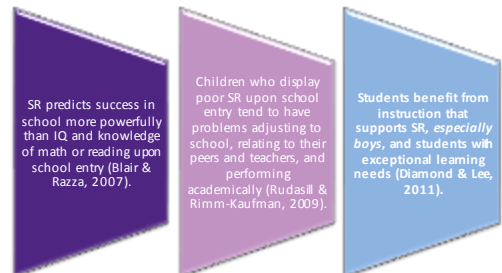 SR predicts success in
school more powerfully
than IQ and knowledge
of math or reading upon
school entry (Blair &
Razza, 2007).
Children who display
poor SR upon school
entry tend to have
problems adjusting to
school, relating to their
peers and teachers, and
performing
academically (Rudasill &
Rimm-Kaufman, 2009).
Students benefit from
instruction that
supports SR, especially
boys, and students with
exceptional learning
needs (Diamond & Lee,
2011).